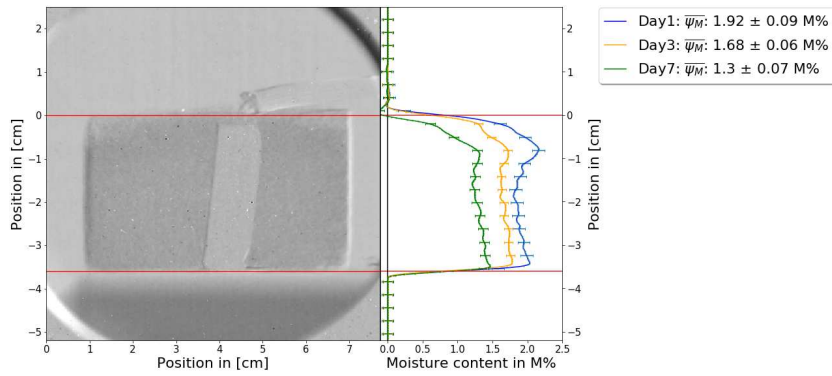 Day1: ψ_M: 1.92 ± 0.09 M%
Day3: ψ_M: 1.68 ± 0.06 M%
Day7: ψ_M: 1.3 ± 0.07 M%
Position in [cm]
2
1
0
−1
−2
−3
−4
−5
0 1 2 3 4 5 6 7
Position in [cm]
0.0 0.5 1.0 1.5 2.0 2.5
Moisture content in M%
2
1
0
−1
−2
−3
−4
−5
Position in [cm]